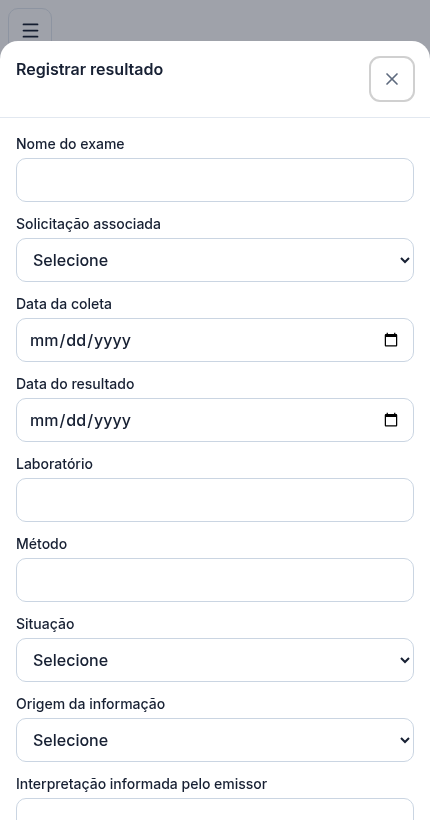 Registrar resultado
Nome do exame
Solicitação associada
Selecione
Data da coleta
mm/dd/yyyy
Data do resultado
mm/dd/yyyy
Laboratório
Método
Situação
Selecione
Origem da informação
Selecione
Interpretação informada pelo emissor